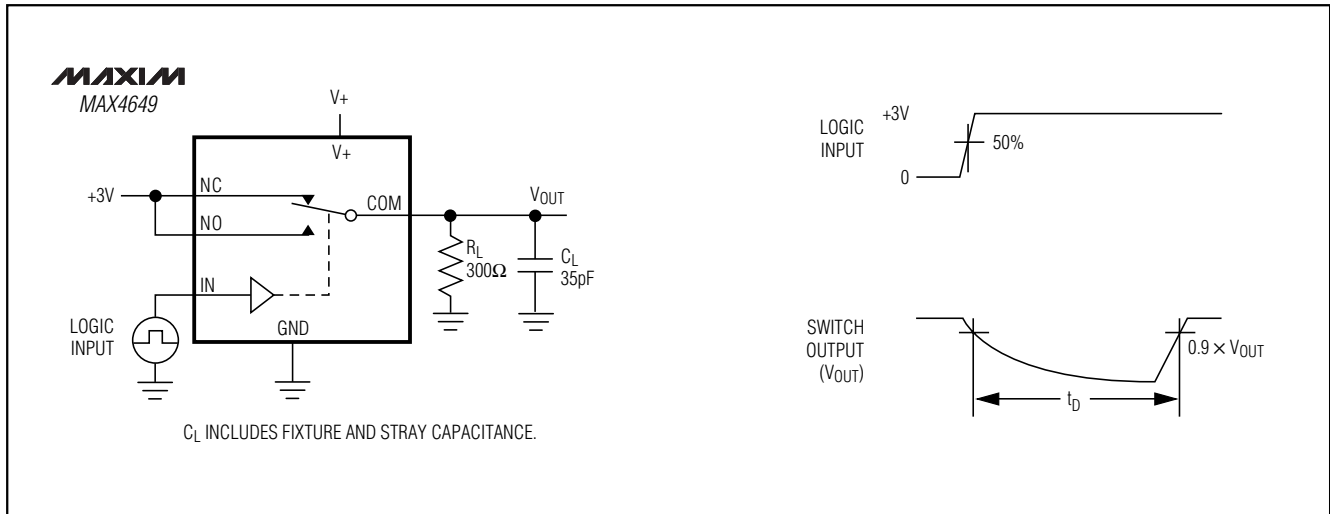 MAXIM
MAX4649
V+
V+
+3V
NC
NO
COM
VOUT
RL
300Ω
CL
35pF
IN
LOGIC
INPUT
GND
CL INCLUDES FIXTURE AND STRAY CAPACITANCE.
LOGIC
INPUT
+3V
50%
0
SWITCH
OUTPUT
(VOUT)
0.9 × VOUT
tD